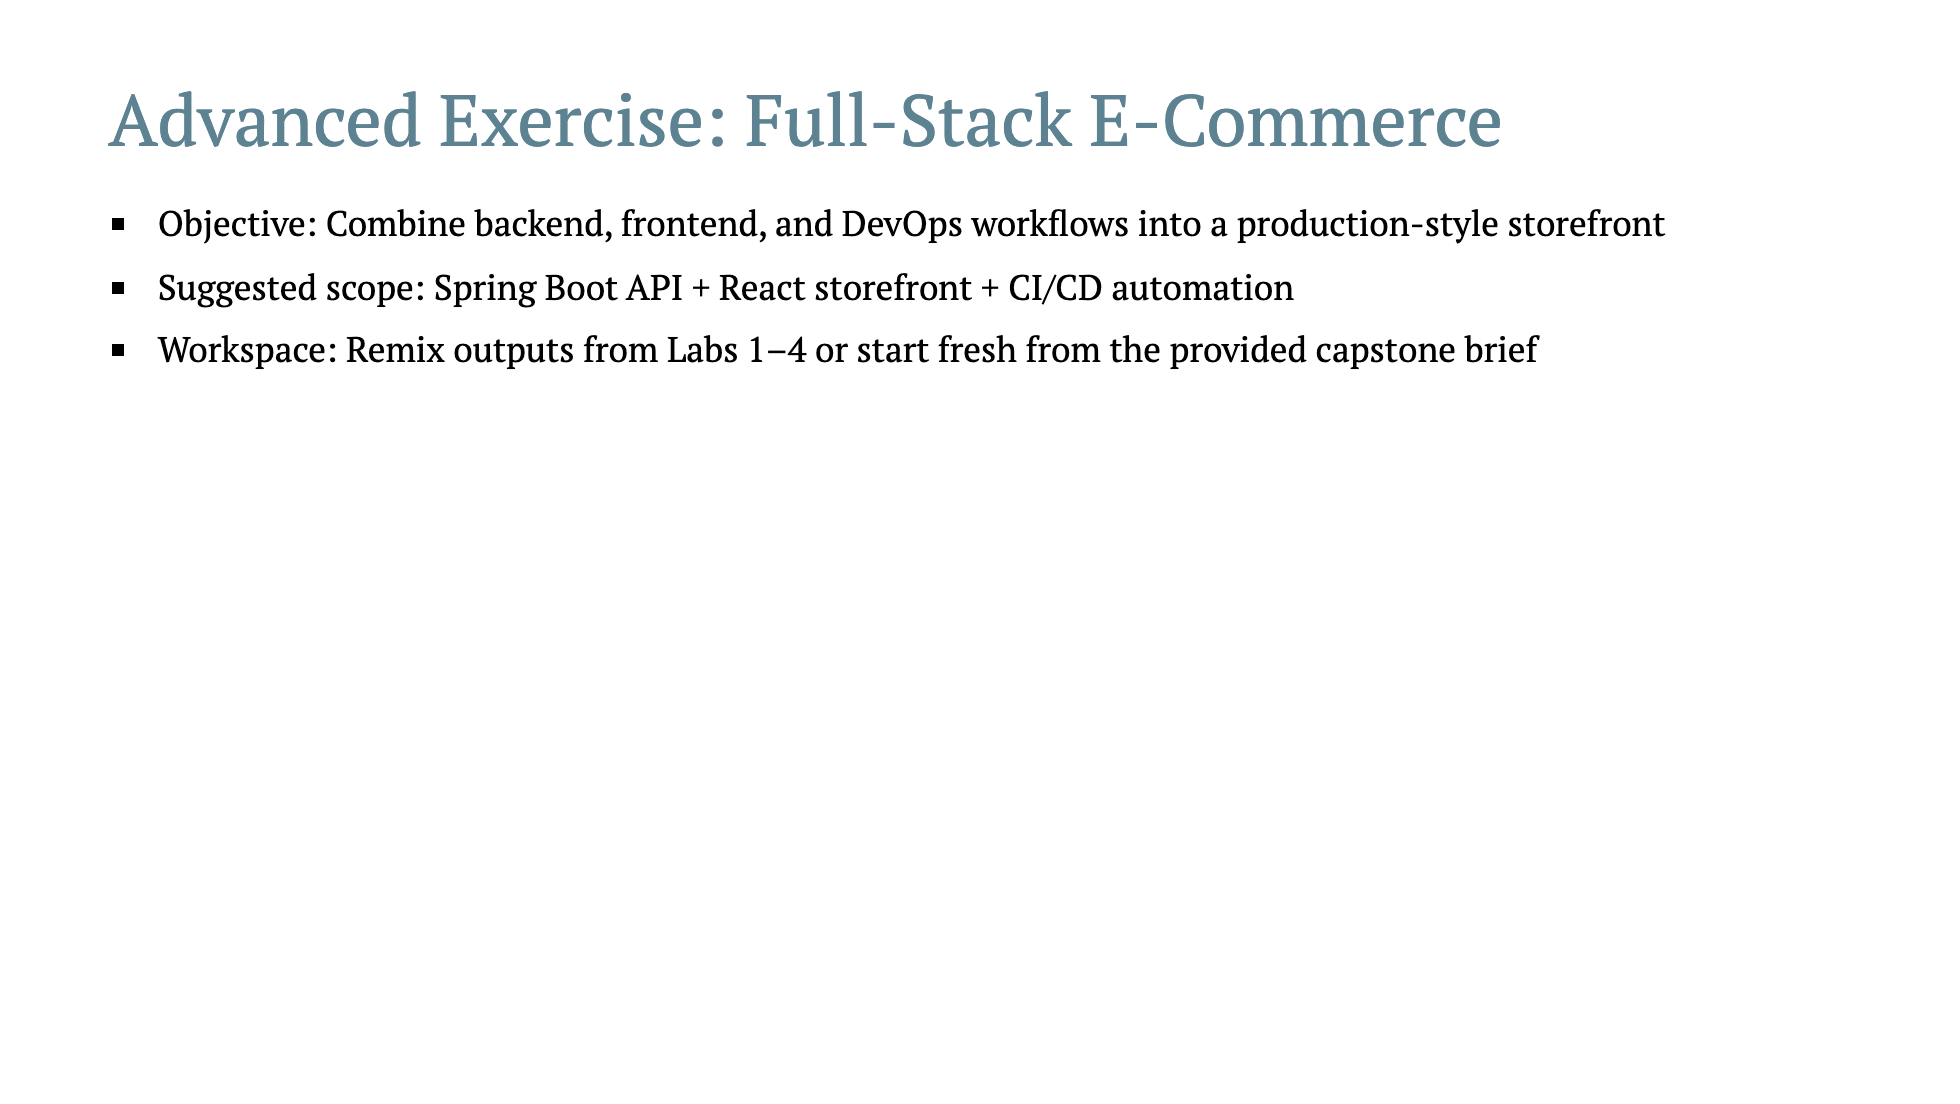 Advanced Exercise: Full-Stack E-Commerce
▪ Objective: Combine backend, frontend, and DevOps workflows into a production-style storefront
▪ Suggested scope: Spring Boot API + React storefront + CI/CD automation
▪ Workspace: Remix outputs from Labs 1–4 or start fresh from the provided capstone brief